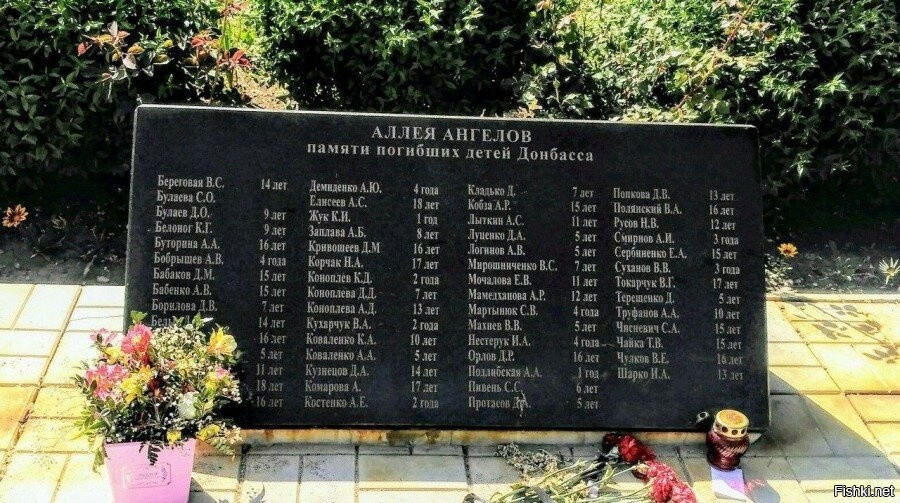 АЛЛЕЯ АНГЕЛОВ
памяти погибших детей Донбасса
Береговая В.С. 14 лет
Булаева С.О.
Булаев Д.О. 9 лет
Белоног К.Г. 9 лет
Буторина А.А. 16 лет
Бобрышев А.В. 4 года
Бабаков Д.М. 15 лет
Бабенко А.В. 15 лет
Борилова Д.В. 7 лет
14 лет
16 лет
5 лет
11 лет
18 лет
16 лет
Демиденко А.Ю. 4 года
Елисеев А.С. 18 лет
Жук К.И. 1 год
Заплава А.Б. 8 лет
Кривошеев Д.М 16 лет
Корчак Н.А. 17 лет
Коноплев К.Д. 2 года
Коноплева Д.Д. 7 лет
Коноплева А.Д. 13 лет
Кухарчук В.А. 2 года
Коваленко К.А. 10 лет
Коваленко А.А. 5 лет
Кузнецов Д.А. 14 лет
Комарова А. 17 лет
Костенко А.Е. 2 года
Кладько Д. 7 лет
Кобза А.Р. 15 лет
Лыткин А.С. 11 лет
Луценко Д.А. 5 лет
Логинов А.В. 5 лет
Мирошниченко В.С. 7 лет
Мочалова Е.В. 11 лет
Мамедханова А.Р. 12 лет
Мартынюк С.В. 4 года
Махиев В.В. 5 лет
Нестерук И.А. 4 года
Орлов Д.Р. 16 лет
Подлибская А.А. 1 год
Пивень С.С. 6 лет
Протасов Д.А. 5 лет
Попкова Д.В. 13 лет
Полянский В.А. 16 лет
Русов Н.В. 12 лет
Смирнов А.И. 3 года
Сербиненко Е.А. 15 лет
Суханов В.В. 3 года
Токарчук В.Г. 17 лет
Терещенко Д. 5 лет
Труфанов А.А. 10 лет
Чисневич С.А. 15 лет
Чайка Т.В. 15 лет
Чулков В.Е. 16 лет
Шарко И.А. 13 лет
Fishki.net
Fishki.net